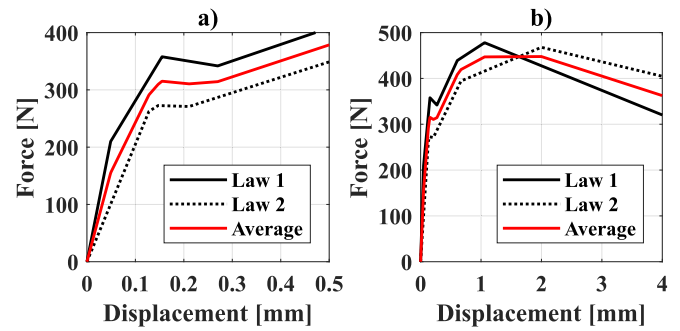 a)
400
300
200
100
0
Force [N]
Law 1
Law 2
Average
0 0.1 0.2 0.3 0.4 0.5
Displacement [mm]
b)
500
400
300
200
100
0
Force [N]
Law 1
Law 2
Average
0 1 2 3 4
Displacement [mm]